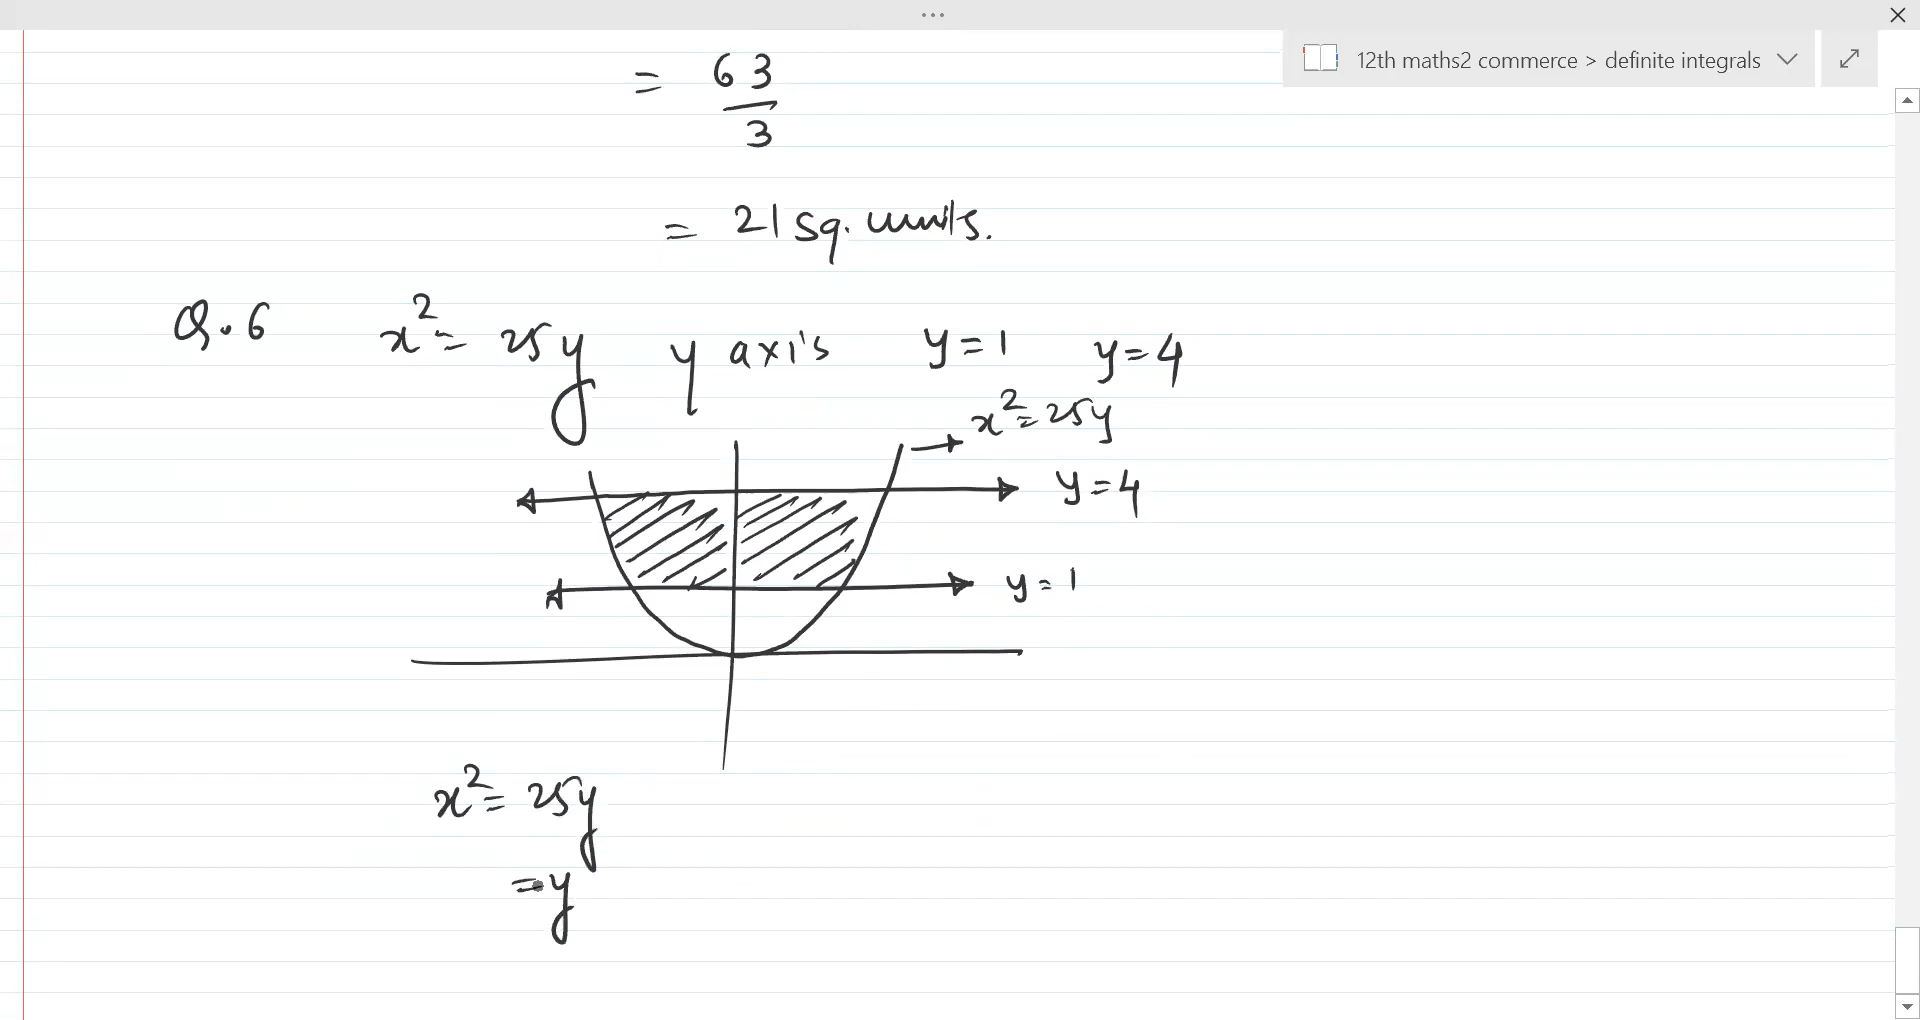 12th maths2 commerce > definite integrals
= 63/3
= 21 sq. units.
Q.6 x² = 25y y axis y = 1 y = 4
x² = 25y
y = 4
y = 1
x² = 25y
= y